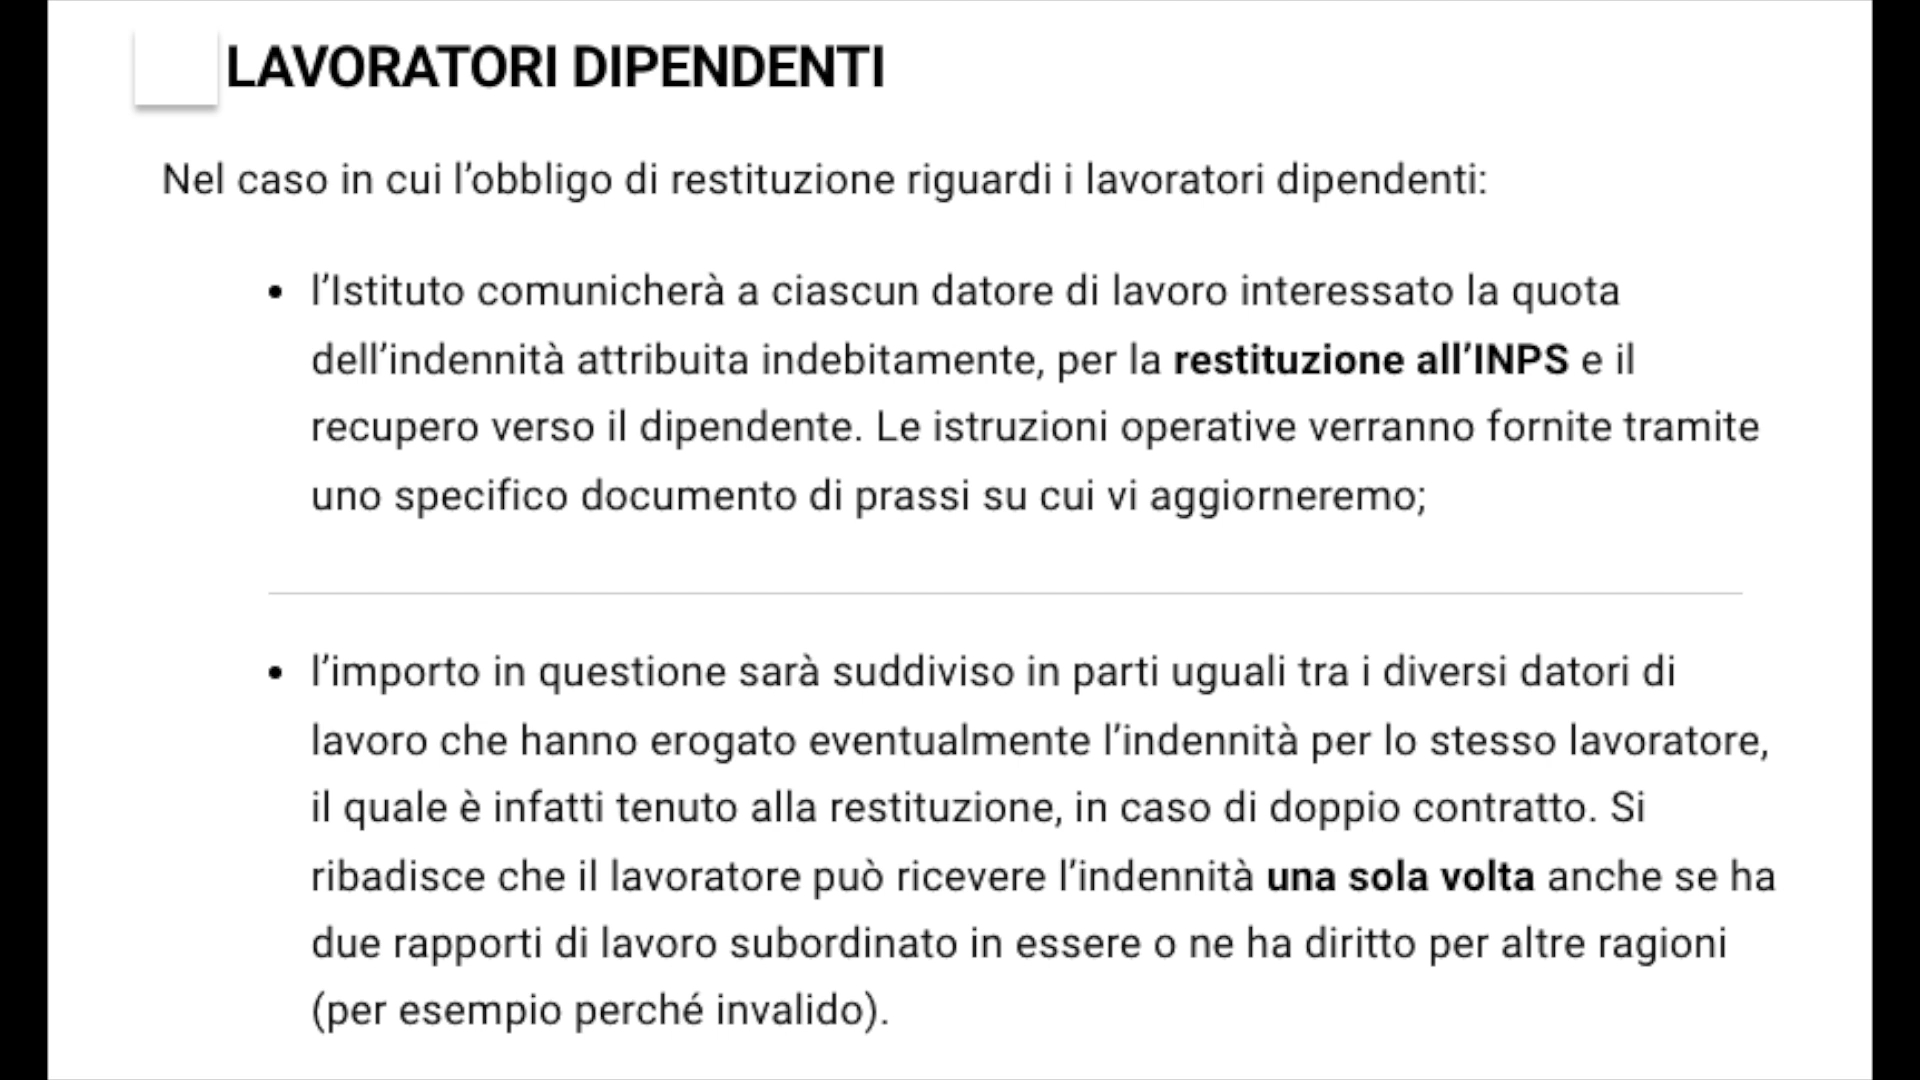 LAVORATORI DIPENDENTI
Nel caso in cui l’obbligo di restituzione riguardi i lavoratori dipendenti:
• l’Istituto comunicherà a ciascun datore di lavoro interessato la quota
dell’indennità attribuita indebitamente, per la restituzione all’INPS e il
recupero verso il dipendente. Le istruzioni operative verranno fornite tramite
uno specifico documento di prassi su cui vi aggiorneremo;
• l’importo in questione sarà suddiviso in parti uguali tra i diversi datori di
lavoro che hanno erogato eventualmente l’indennità per lo stesso lavoratore,
il quale è infatti tenuto alla restituzione, in caso di doppio contratto. Si
ribadisce che il lavoratore può ricevere l’indennità una sola volta anche se ha
due rapporti di lavoro subordinato in essere o ne ha diritto per altre ragioni
(per esempio perché invalido).